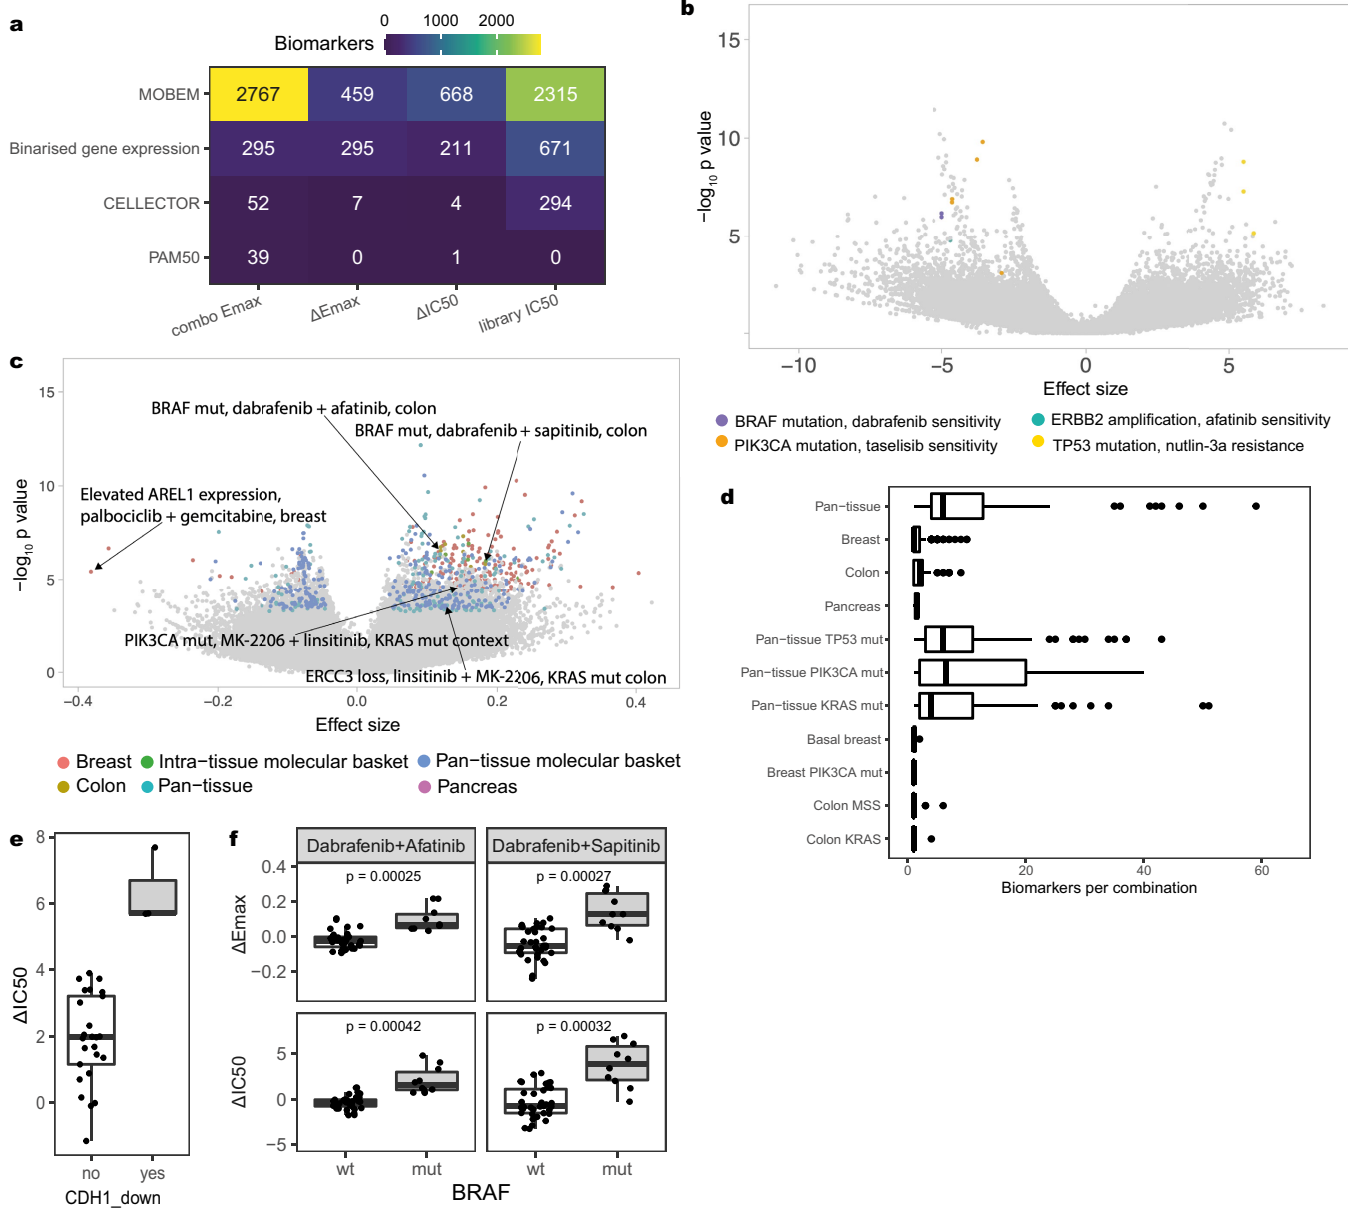 a
0 1000 2000
Biomarkers
MOBEM 2767 459 668 2315
Binarised gene expression 295 295 211 671
CELLECTOR 52 7 4 294
PAM50 39 0 1 0
combo Emax ΔEmax ΔIC50 library IC50
b
15
10
5
−log10 p value
−10 −5 0 5
Effect size
BRAF mutation, dabrafenib sensitivity
ERBB2 amplification, afatinib sensitivity
PIK3CA mutation, taselisib sensitivity
TP53 mutation, nutlin-3a resistance
c
15
10
5
0
−log10 p value
BRAF mut, dabrafenib + afatinib, colon
BRAF mut, dabrafenib + sapitinib, colon
Elevated AREL1 expression,
palbociclib + gemcitabine, breast
PIK3CA mut, MK-2206 + linsitinib, KRAS mut context
ERCC3 loss, linsitinib + MK-2206, KRAS mut colon
−0.4 −0.2 0.0 0.2 0.4
Effect size
Breast Intra-tissue molecular basket Pan-tissue molecular basket
Colon Pan-tissue Pancreas
d
Pan-tissue
Breast
Colon
Pancreas
Pan-tissue TP53 mut
Pan-tissue PIK3CA mut
Pan-tissue KRAS mut
Basal breast
Breast PIK3CA mut
Colon MSS
Colon KRAS
0 20 40 60
Biomarkers per combination
e
8
6
4
2
0
ΔIC50
no yes
CDH1_down
f
Dabrafenib+Afatinib Dabrafenib+Sapitinib
0.4
0.2
0.0
−0.2
ΔEmax
p = 0.00025 p = 0.00027
5
0
−5
ΔIC50
p = 0.00042 p = 0.00032
wt mut wt mut
BRAF